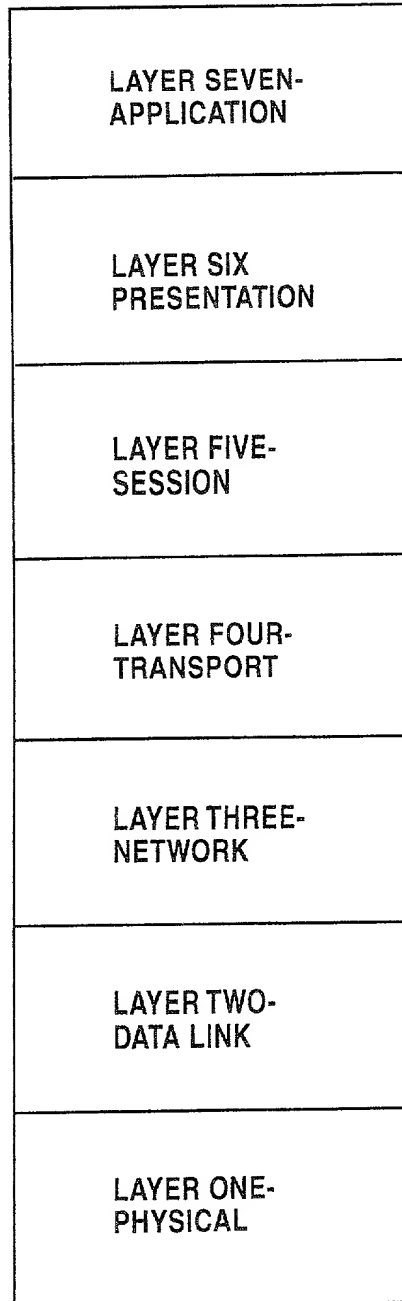 LAYER SEVEN-
APPLICATION
LAYER SIX
PRESENTATION
LAYER FIVE-
SESSION
LAYER FOUR-
TRANSPORT
LAYER THREE-
NETWORK
LAYER TWO-
DATA LINK
LAYER ONE-
PHYSICAL